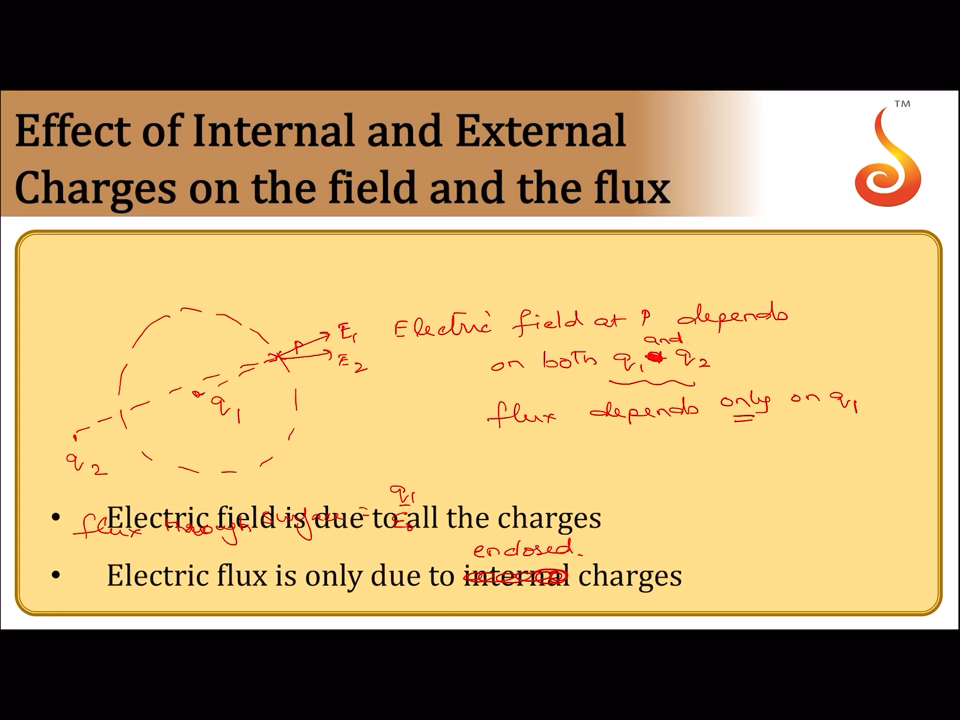 Effect of Internal and External
Charges on the field and the flux
TM
E1
P
E2
q1
q2
Electric field at P depends
on both q1 and q2
flux depends only on q1
flux through surface = q1/ε0
• Electric field is due to all the charges
enclosed.
• Electric flux is only due to internal charges